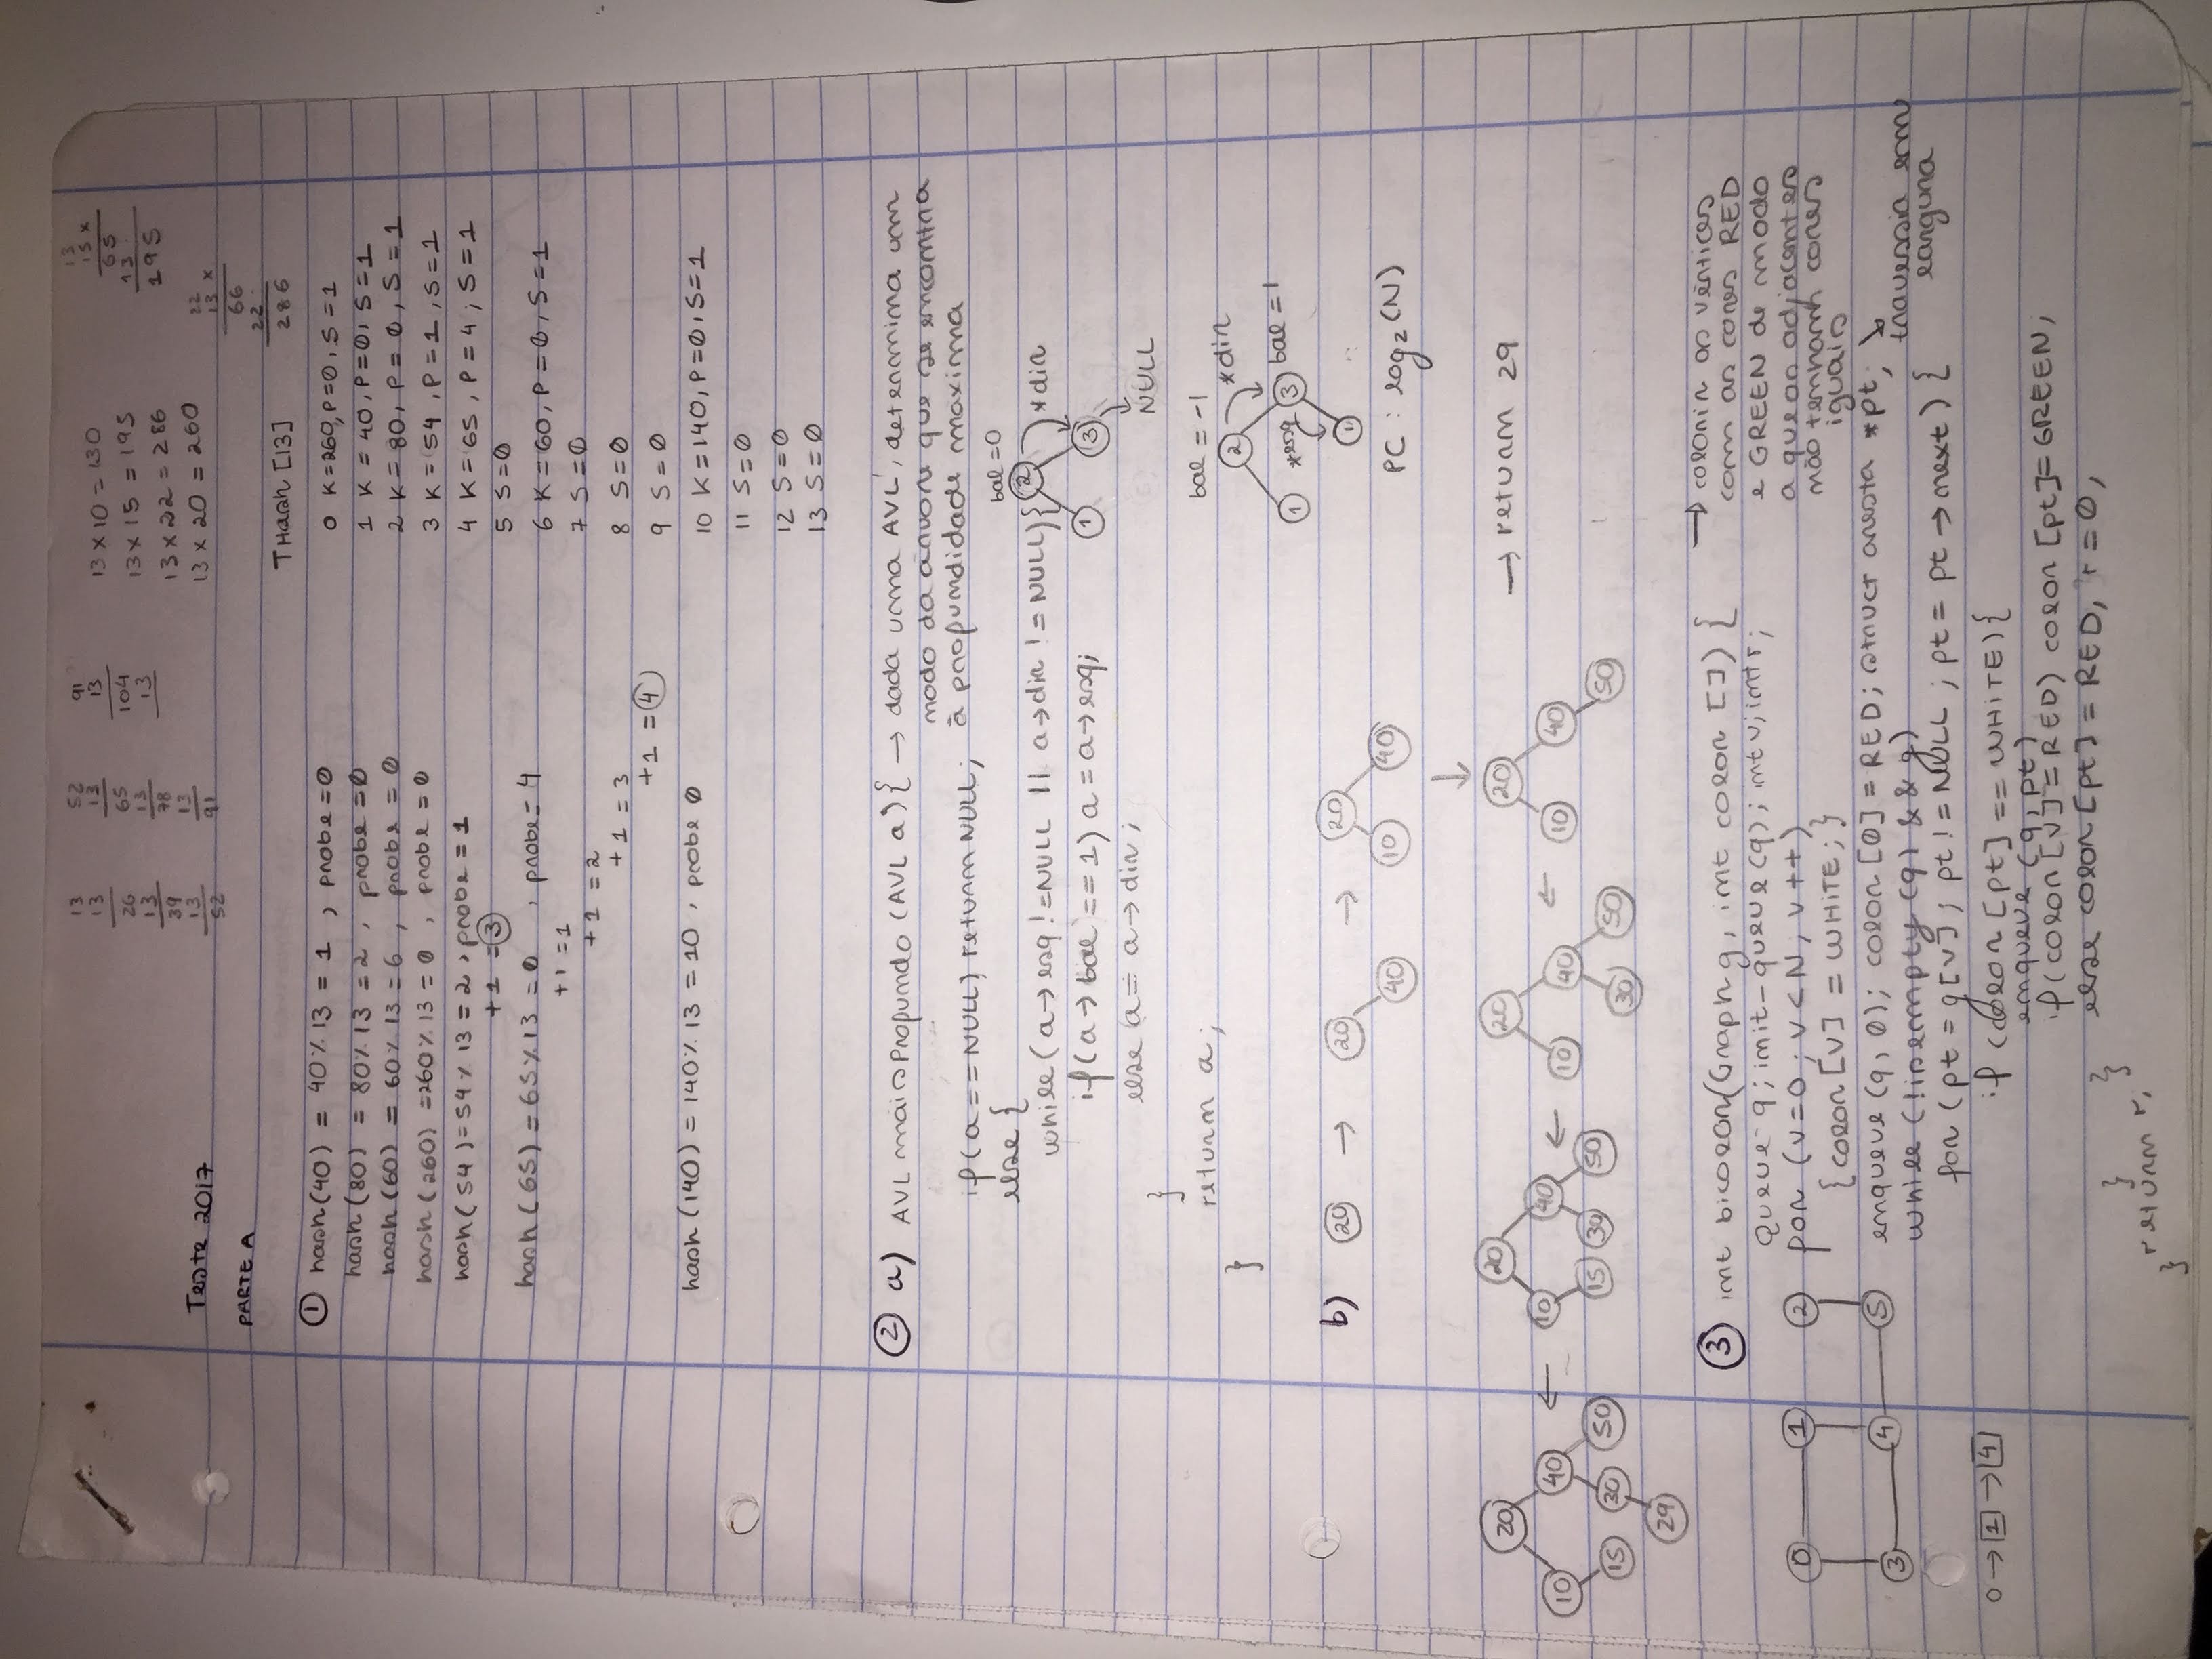 13 52 91 13 x 10 = 130 13
13 13 13 13 x 15 = 195 15 x
26 65 104 13 x 22 = 286 65
13 13 13 13 x 20 = 260 13
39 78 195
13 13 22
52 91 13 x
66
22
286
Teste 2017
PARTE A
THash [13]
① hash(40) = 40 % 13 = 1 , probe = 0
hash (80) = 80 % 13 = 2 , probe = 0
hash (60) = 60 % 13 = 6 , probe = 0
hash (260) = 260 % 13 = 0 , probe = 0
hash (54) = 54 % 13 = 2 , probe = 1
+1 = ③
hash (65) = 65 % 13 = 0 , probe = 4
+1 = 1
+1 = 2
+1 = 3
+1 = ④
hash (140) = 140 % 13 = 10 , probe 0
0 K=260, P=0, S=1
1 K = 40, P=0, S=1
2 K=80, P=0, S=1
3 K=54, P=1, S=1
4 K=65, P=4; S=1
5 S=0
6 K=60, P=0, S=1
7 S=0
8 S=0
9 S=0
10 K=140, P=0, S=1
11 S=0
12 S=0
13 S=0
② a) AVL maisProfundo (AVL a) { → dada uma AVL, determina um
nodo da árvore que se encontra
à profundidade maxima
if (a == NULL) return NULL;
else {
while (a→esq != NULL || a→dir != NULL) {
if (a→bal == 1) a = a→esq;
else a = a→dir;
}
return a;
}
bal = 0
2 *dir
1 3
NULL
bal = -1
2 *dir
1 *esq 3 bal = 1
1
PC : log₂(N)
b) 20 → 20 → 20
40 10 40
↓
20 ← 20 ← 20 ← 20 → return 29
10 40 10 40 10 40 10 40
15 30 50 15 30 50 30 50 50
29
③ int bicolor (Graph g, int color []) {
Queue q; init_queue (q); int v; int r;
for (v=0; v<N; v++)
{color [v] = WHITE;}
enqueue (q, 0); color [0] = RED; struct aresta *pt;
while (!isempty (q) && g)
for (pt = g[v]; pt != NULL; pt = pt→next) {
if (color [pt] == WHITE) {
enqueue (q, pt)
if (color [v] = RED) color [pt] = GREEN;
else color [pt] = RED, r = 0,
} }
return r,
}
→ colorir os vértices
com as cores RED
e GREEN de modo
a que os adjacentes
não tenham cores
iguais
travessia em
largura
0 1 2
3 4 5
0 → 1 → 4